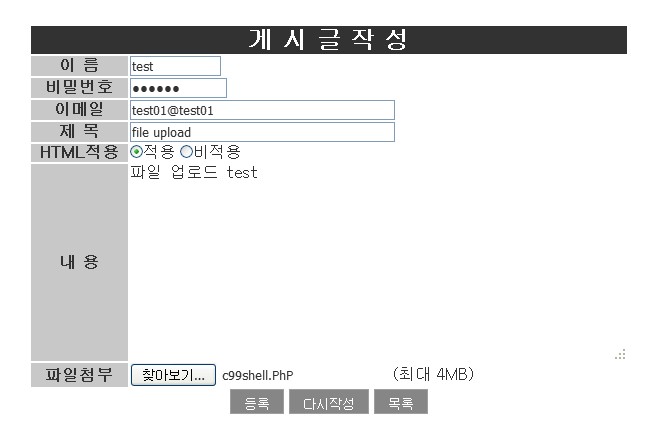 게 시 글 작 성
이 름 test
비밀번호 ●●●●●●
이메일 test01@test01
제 목 file upload
HTML적용 적용 비적용
내 용 파일 업로드 test
파일첨부 찾아보기... c99shell.PhP (최대 4MB)
등록 다시작성 목록